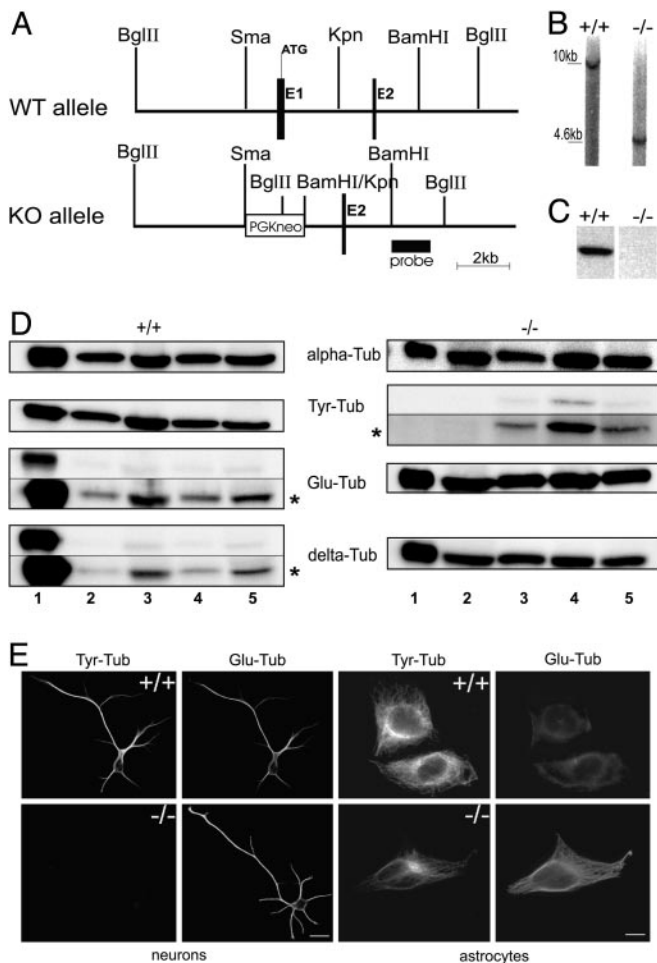 A
BglII Sma ATG Kpn BamHI BglII
E1 E2
WT allele
BglII Sma BamHI
BglII BamHI/Kpn BglII
E2
KO allele
PGKneo
probe 2kb
B
+/+ -/-
10kb
4.6kb
C
+/+ -/-
D
+/+ -/-
alpha-Tub
Tyr-Tub
*
Glu-Tub
*
delta-Tub
*
1 2 3 4 5 1 2 3 4 5
E
Tyr-Tub Glu-Tub Tyr-Tub Glu-Tub
+/+ +/+
-/- -/-
neurons astrocytes